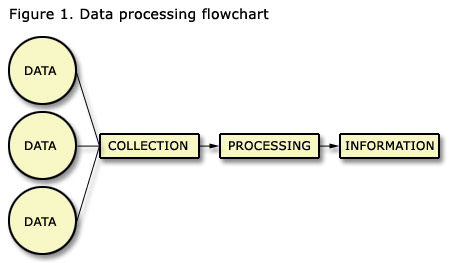 Figure 1. Data processing flowchart
DATA
DATA
COLLECTION PROCESSING INFORMATION
DATA